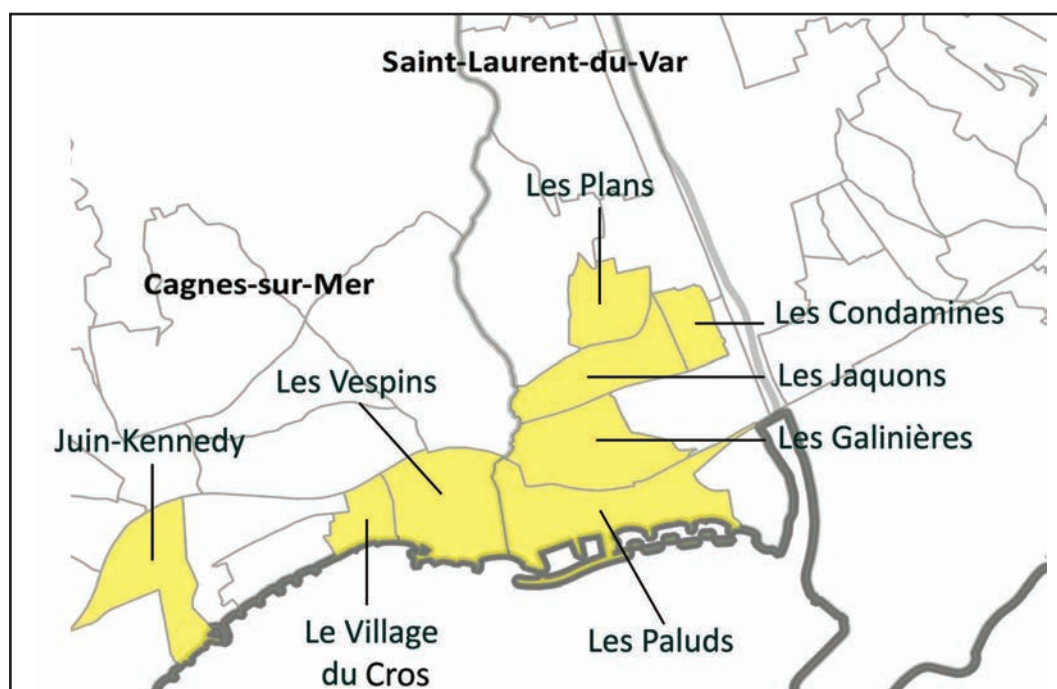 Saint-Laurent-du-Var
Les Plans
Cagnes-sur-Mer
Les Condamines
Les Vespins
Les Jaquons
Juin-Kennedy
Les Galinières
Le Village
du Cros
Les Paluds